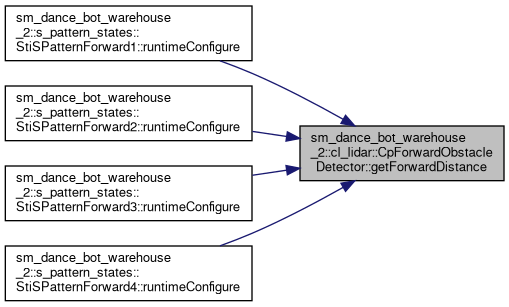 sm_dance_bot_warehouse
_2::s_pattern_states::
StiSPatternForward1::runtimeConfigure
sm_dance_bot_warehouse
_2::s_pattern_states::
StiSPatternForward2::runtimeConfigure
sm_dance_bot_warehouse
_2::cl_lidar::CpForwardObstacle
Detector::getForwardDistance
sm_dance_bot_warehouse
_2::s_pattern_states::
StiSPatternForward3::runtimeConfigure
sm_dance_bot_warehouse
_2::s_pattern_states::
StiSPatternForward4::runtimeConfigure